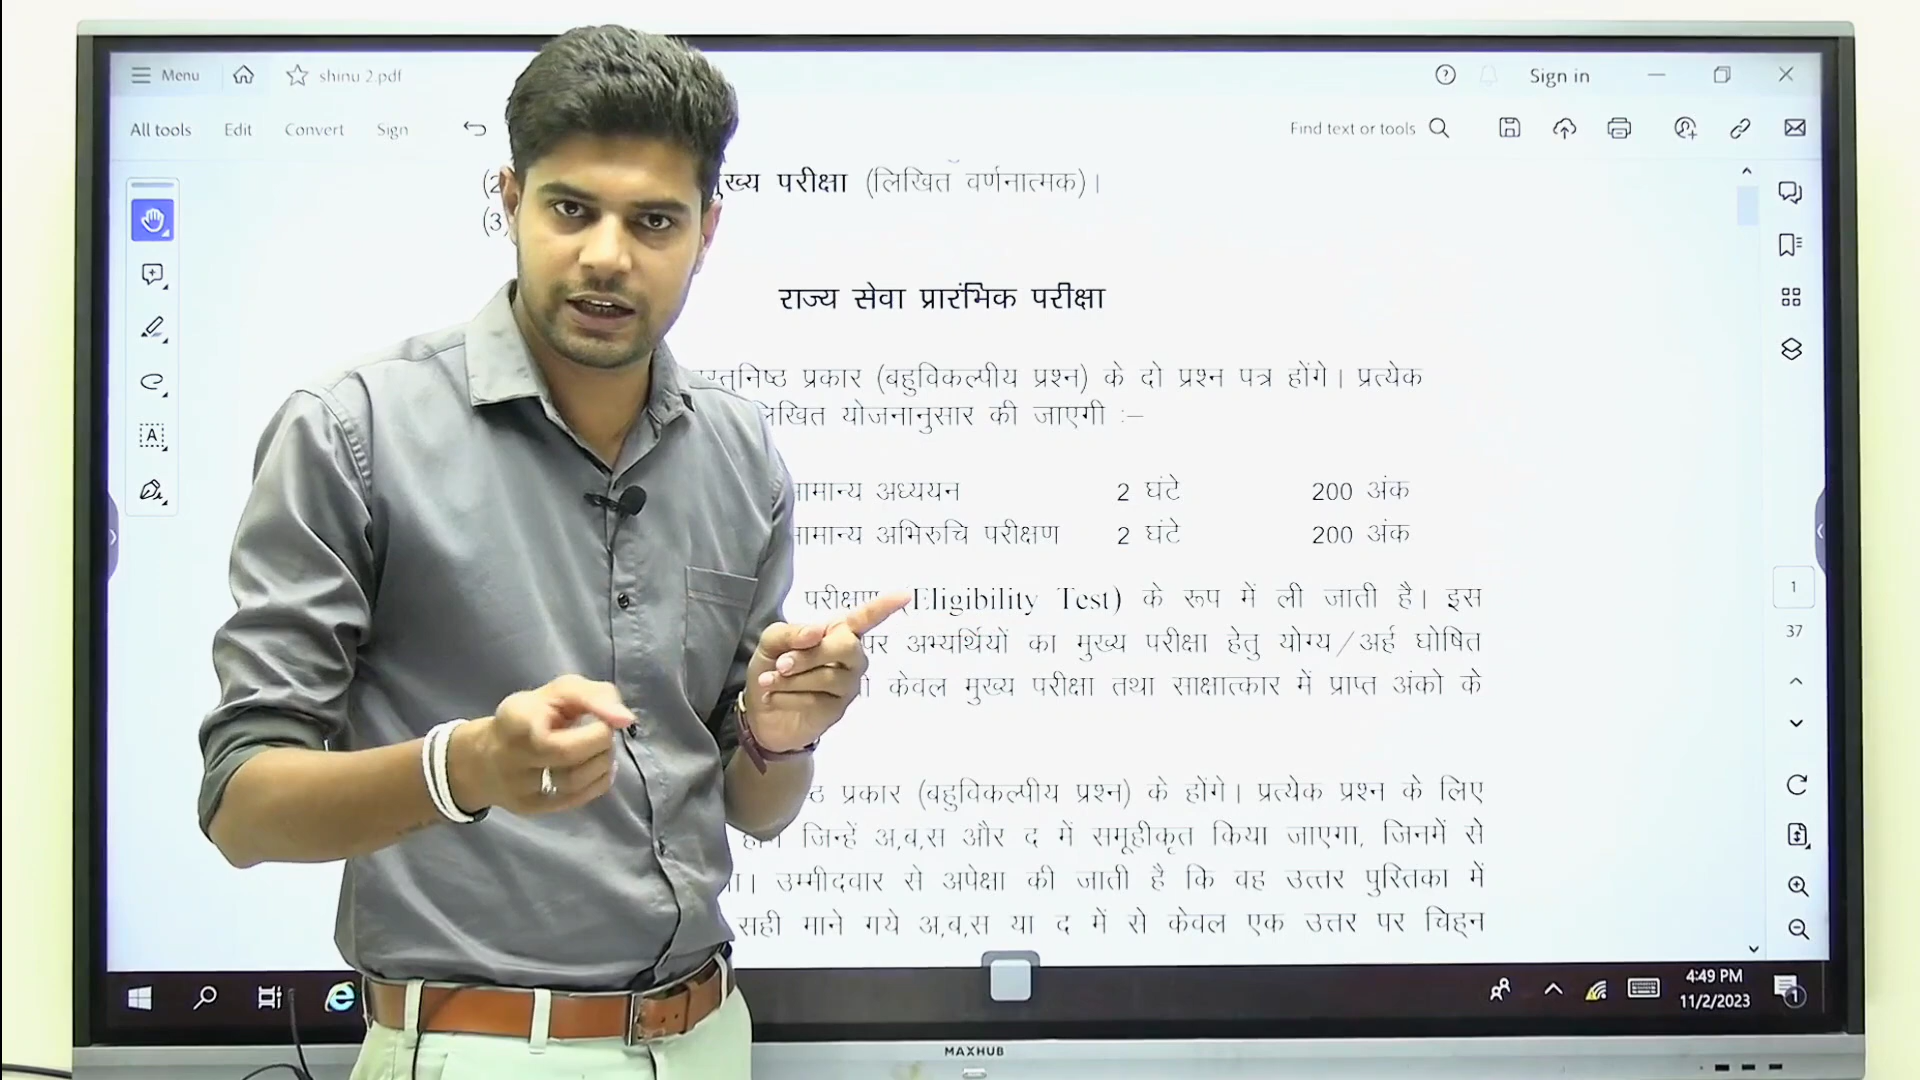 Menu shinu 2.pdf Sign in
All tools Edit Convert Sign Find text or tools
(2 मुख्य परीक्षा (लिखित वर्णनात्मक)।
(3)
राज्य सेवा प्रारंभिक परीक्षा
प्रकार (बहुविकल्पीय प्रश्न) के दो प्रश्न पत्र होंगे। प्रत्येक
योजनानुसार की जाएगी :–
सामान्य अध्ययन 2 घंटे 200 अंक
सामान्य अभिरुचि परीक्षण 2 घंटे 200 अंक
परीक्षण (Eligibility Test) के रूप में ली जाती है। इस
पर अभ्यर्थियों का मुख्य परीक्षा हेतु योग्य/अर्ह घोषित
केवल मुख्य परीक्षा तथा साक्षात्कार में प्राप्त अंको के
प्रकार (बहुविकल्पीय प्रश्न) के होंगे। प्रत्येक प्रश्न के लिए
जिन्हें अ,ब,स और द में समूहीकृत किया जाएगा, जिनमें से
उम्मीदवार से अपेक्षा की जाती है कि वह उत्तर पुस्तिका में
सही माने गये अ,ब,स या द में से केवल एक उत्तर पर चिह्न
1
37
4:49 PM
11/2/2023
1
MAXHUB